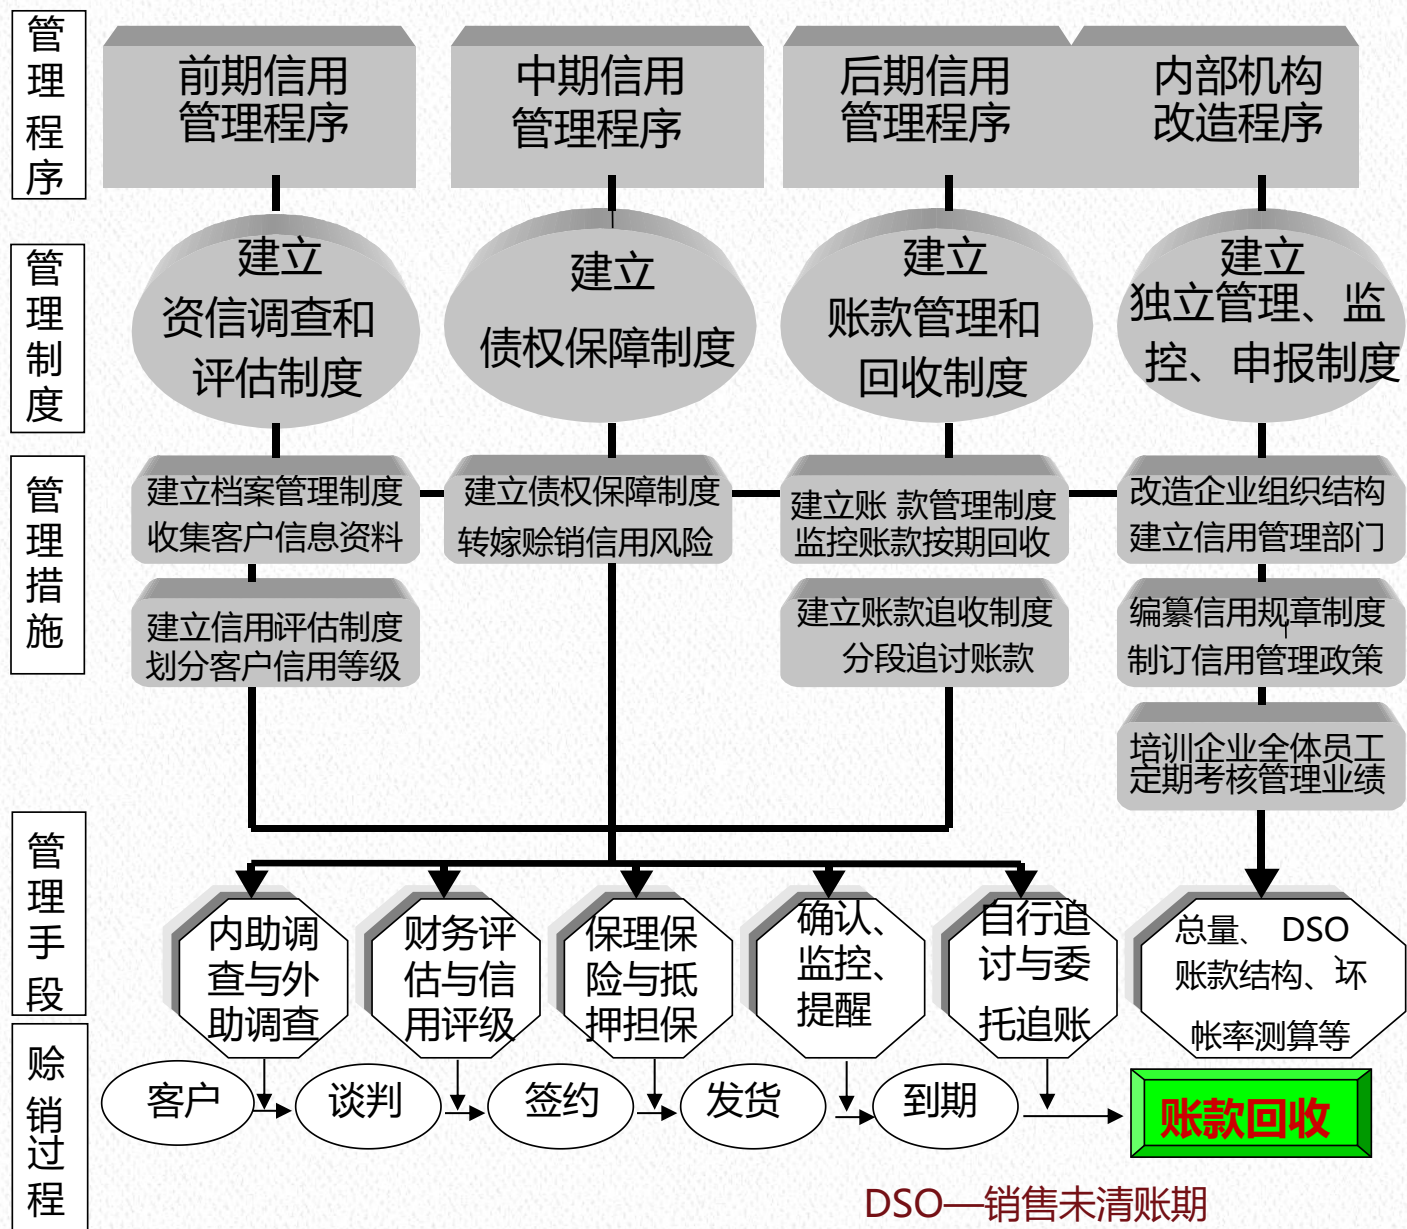 管理程序
前期信用
管理程序
中期信用
管理程序
后期信用
管理程序
内部机构
改造程序
管理制度
建立
资信调查和
评估制度
建立
债权保障制度
建立
账款管理和
回收制度
建立
独立管理、监
控、申报制度
管理措施
建立档案管理制度
收集客户信息资料
建立债权保障制度
转嫁赊销信用风险
建立账 款管理制度
监控账款按期回收
改造企业组织结构
建立信用管理部门
建立信用评估制度
划分客户信用等级
建立账款追收制度
分段追讨账款
编纂信用规章制度
制订信用管理政策
培训企业全体员工
定期考核管理业绩
管理手段
内助调
查与外
助调查
财务评
估与信
用评级
保理保
险与抵
押担保
确认、
监控、
提醒
自行追
讨与委
托追账
总量、 DSO、
账款结构、坏
帐率测算等
赊销过程
客户
谈判
签约
发货
到期
账款回收
DSO—销售未清账期